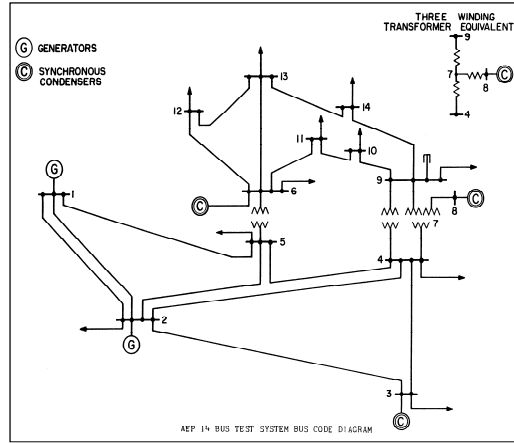 THREE WINDING
TRANSFORMER EQUIVALENT
9
7
8
C
4
G GENERATORS
C SYNCHRONOUS
CONDENSERS
13
14
12
11
10
9
G
1
C
6
8
C
7
5
4
2
G
3
C
AEP 14 BUS TEST SYSTEM BUS CODE DIAGRAM